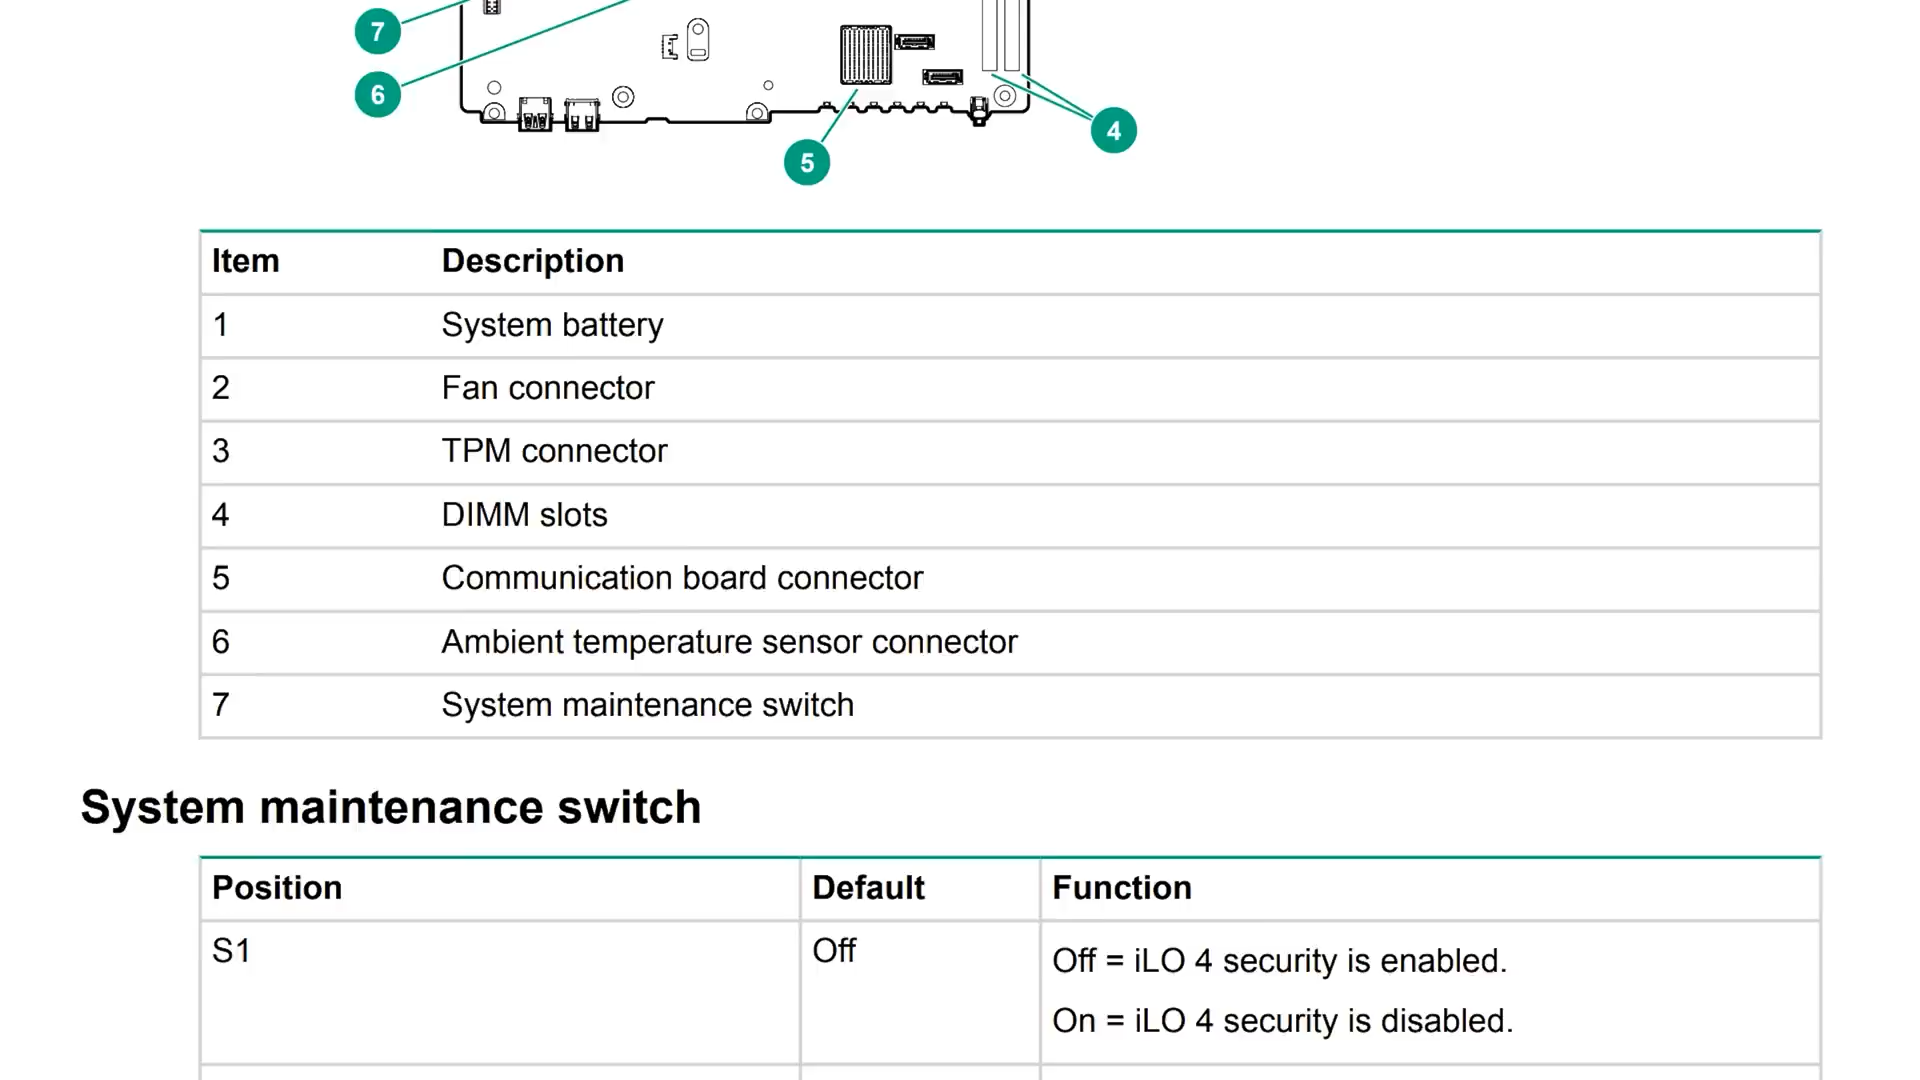 7
6
5
4
Item Description
1 System battery
2 Fan connector
3 TPM connector
4 DIMM slots
5 Communication board connector
6 Ambient temperature sensor connector
7 System maintenance switch
System maintenance switch
Position Default Function
S1 Off Off = iLO 4 security is enabled.
On = iLO 4 security is disabled.